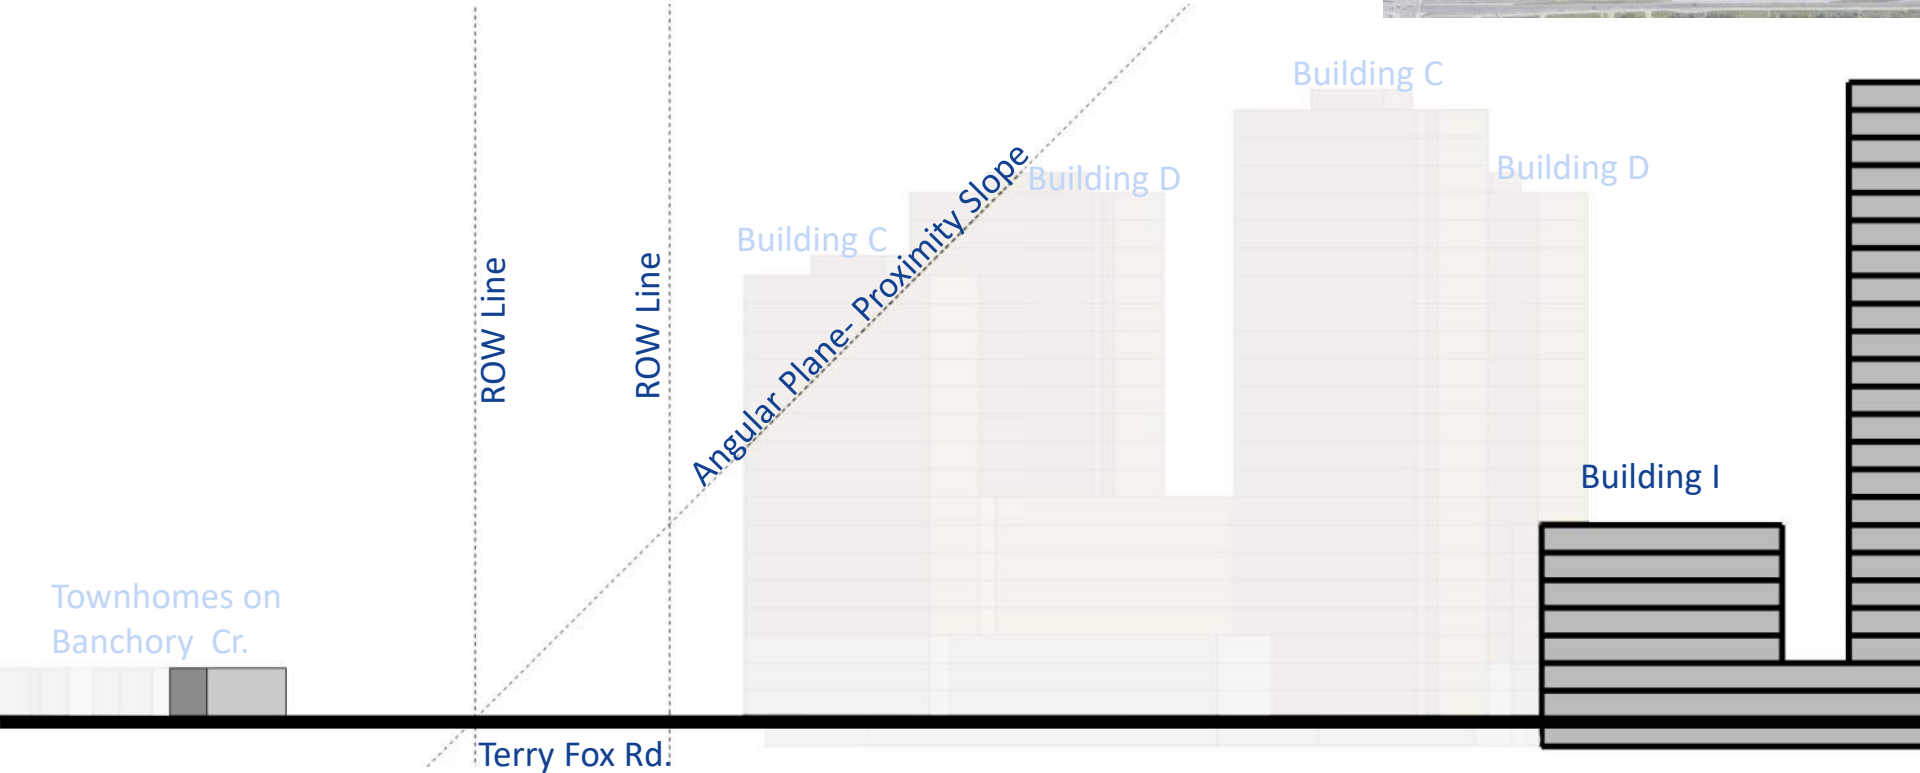 Building C
Building D
Building D
Building C
ROW Line
ROW Line
Angular Plane- Proximity Slope
Building I
Townhomes on
Banchory Cr.
Terry Fox Rd.